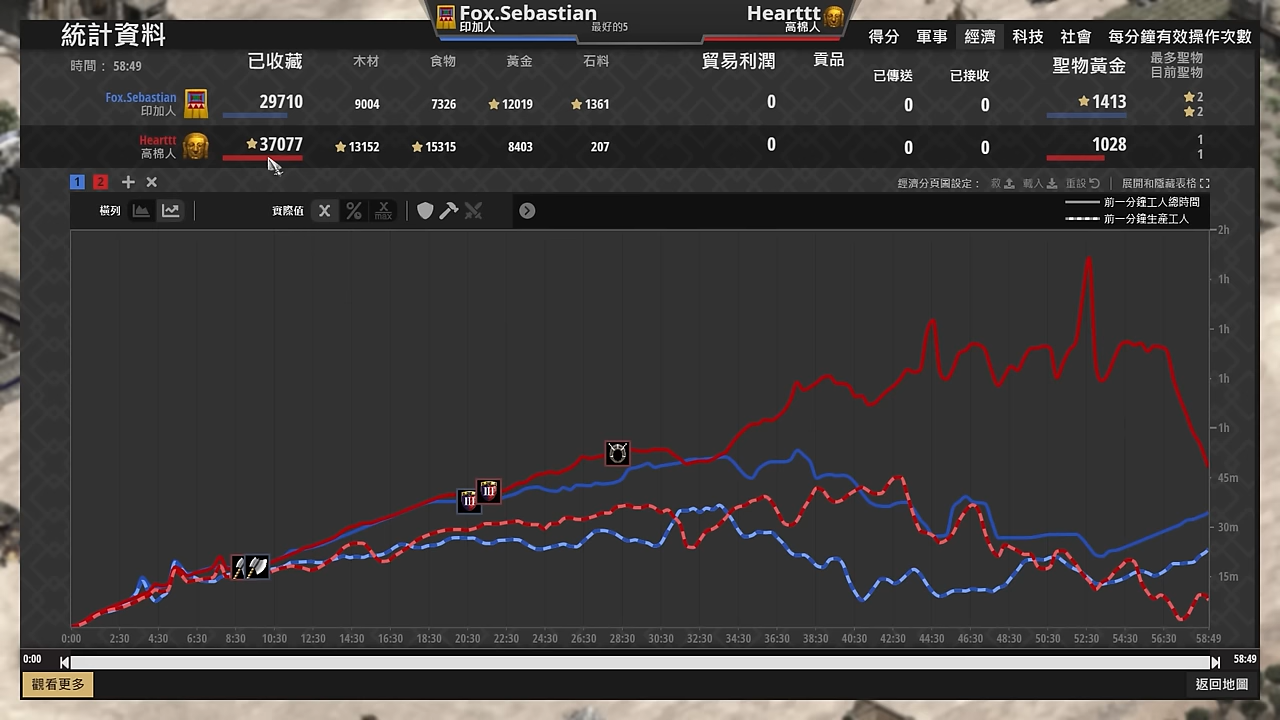 Fox.Sebastian
印加人
最好的5
Hearttt
高棉人
統計資料
得分 軍事 經濟 科技 社會 每分鐘有效操作次數
時間： 58:49
已收藏 木材 食物 黃金 石料 貿易利潤 貢品 已傳送 已接收 聖物黃金 最多聖物
目前聖物
Fox.Sebastian
印加人
29710 9004 7326 12019 1361 0 0 0 1413 2
2
Hearttt
高棉人
37077 13152 15315 8403 207 0 0 0 1028 1
1
1 2
經濟分頁圖設定： 載入 重設 展開和隱藏表格
橫列 實際值 X % X max
前一分鐘工人總時間
前一分鐘生產工人
2h
1h
1h
1h
1h
45m
30m
15m
0:00 2:30 4:30 6:30 8:30 10:30 12:30 14:30 16:30 18:30 20:30 22:30 24:30 26:30 28:30 30:30 32:30 34:30 36:30 38:30 40:30 42:30 44:30 46:30 48:30 50:30 52:30 54:30 56:30 58:49
0:00 58:49
觀看更多 返回地圖